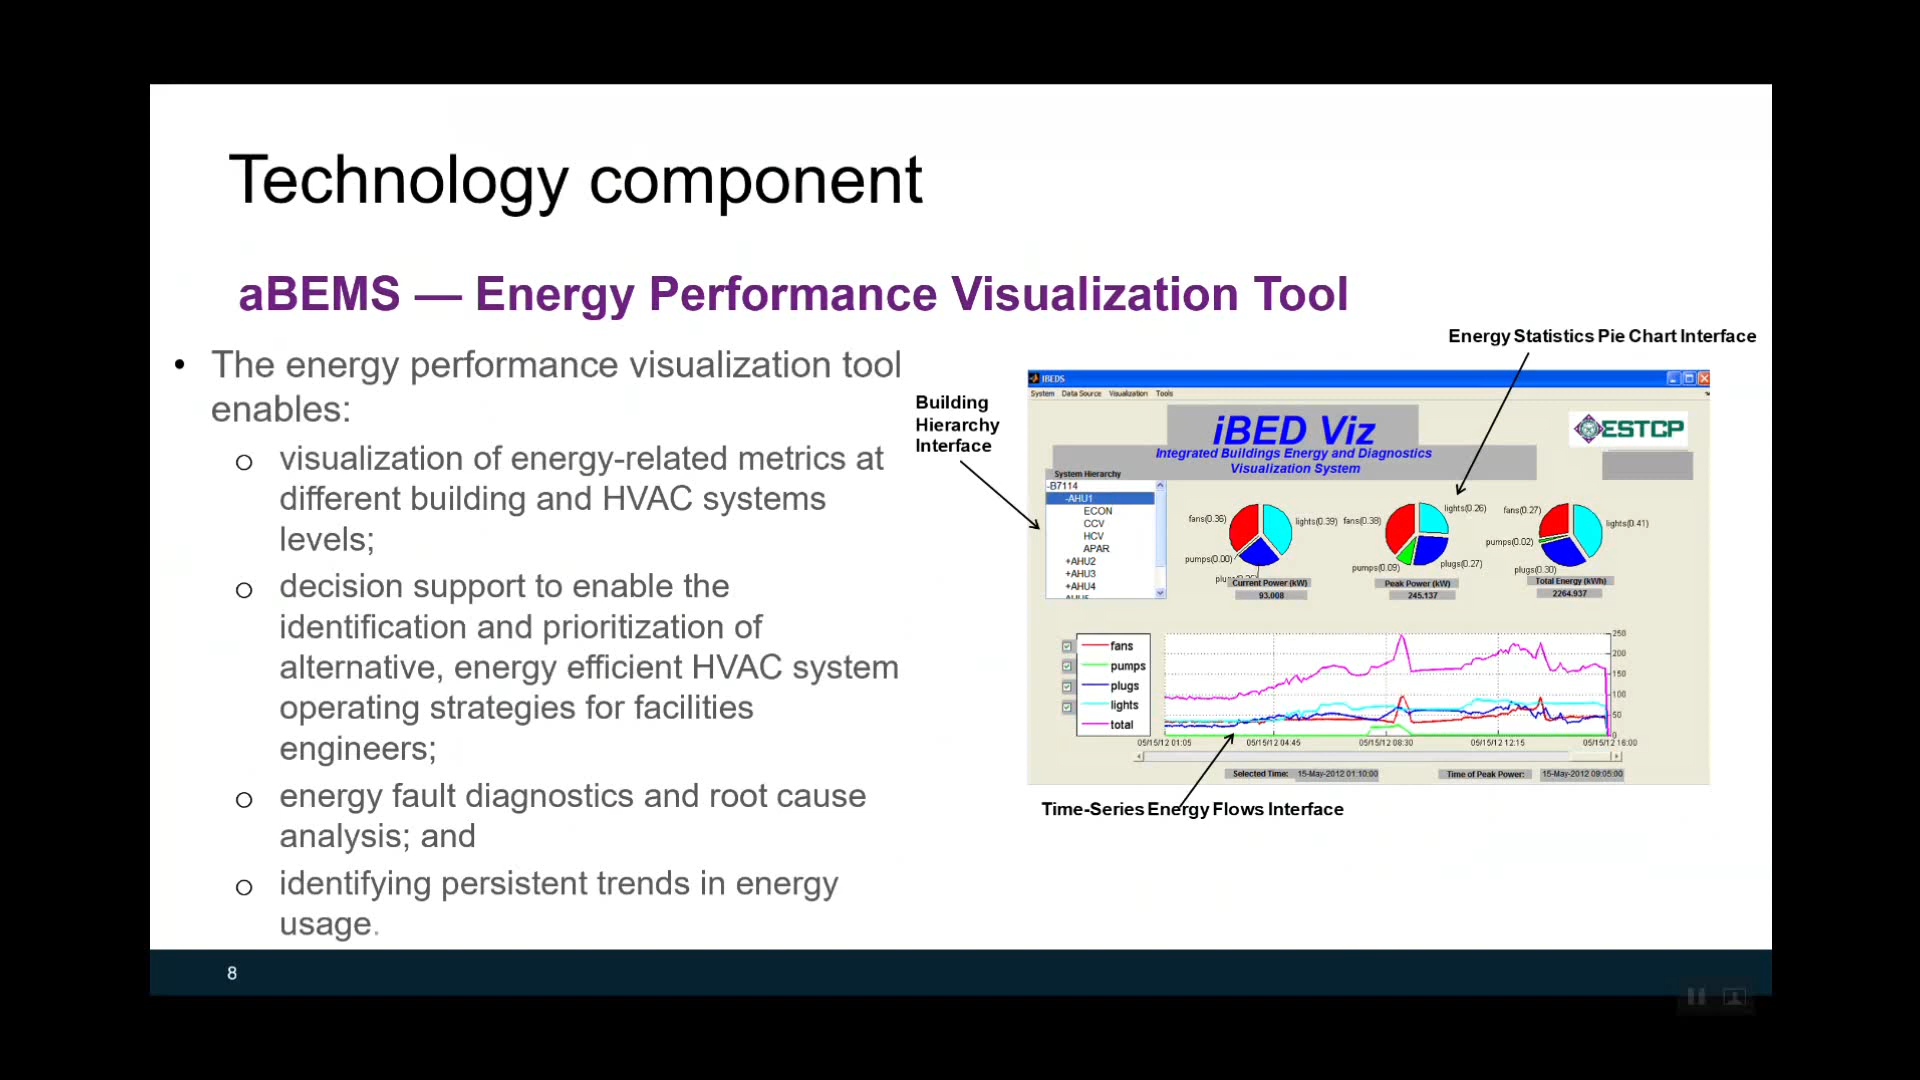 Technology component
aBEMS — Energy Performance Visualization Tool
• The energy performance visualization tool
enables:
o visualization of energy-related metrics at
different building and HVAC systems
levels;
o decision support to enable the
identification and prioritization of
alternative, energy efficient HVAC system
operating strategies for facilities
engineers;
o energy fault diagnostics and root cause
analysis; and
o identifying persistent trends in energy
usage.
Energy Statistics Pie Chart Interface
Building
Hierarchy
Interface
IBEDS
System Data Source Visualization Tools
iBED Viz
Integrated Buildings Energy and Diagnostics
Visualization System
ESTCP
System Hierarchy
-B7114
-AHU1
ECON
CCV
HCV
APAR
+AHU2
+AHU3
+AHU4
fans(0.36)
lights(0.39)
pumps(0.00)
Current Power (kW)
93.008
fans(0.38)
lights(0.26)
pumps(0.09)
plugs(0.27)
Peak Power (kW)
245.137
fans(0.27)
lights(0.41)
pumps(0.02)
plugs(0.30)
Total Energy (kWh)
2264.937
fans
pumps
plugs
lights
total
250
200
150
100
50
0
05/15/12 01:05 05/15/12 04:45 05/15/12 08:30 05/15/12 12:15 05/15/12 16:00
Selected Time: 15-May-2012 01:10:00 Time of Peak Power: 15-May-2012 09:05:00
Time-Series Energy Flows Interface
8